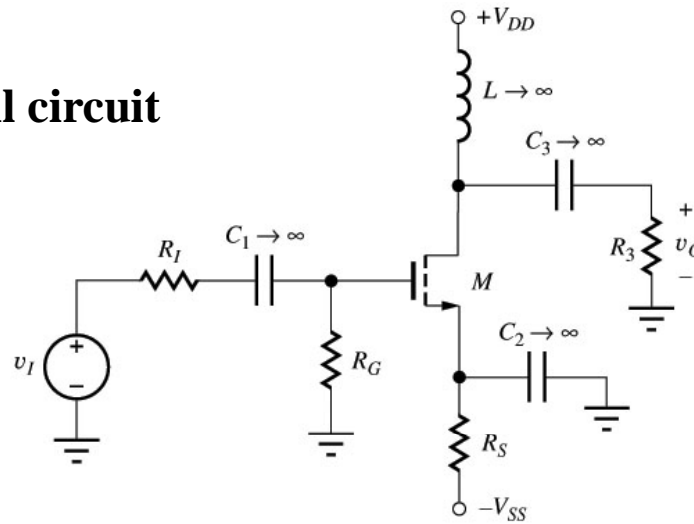 +V_DD
L → ∞
l circuit
C_3 → ∞
C_1 → ∞
R_I
+
R_3
v_O
−
M
C_2 → ∞
v_I
+
−
R_G
R_S
−V_SS